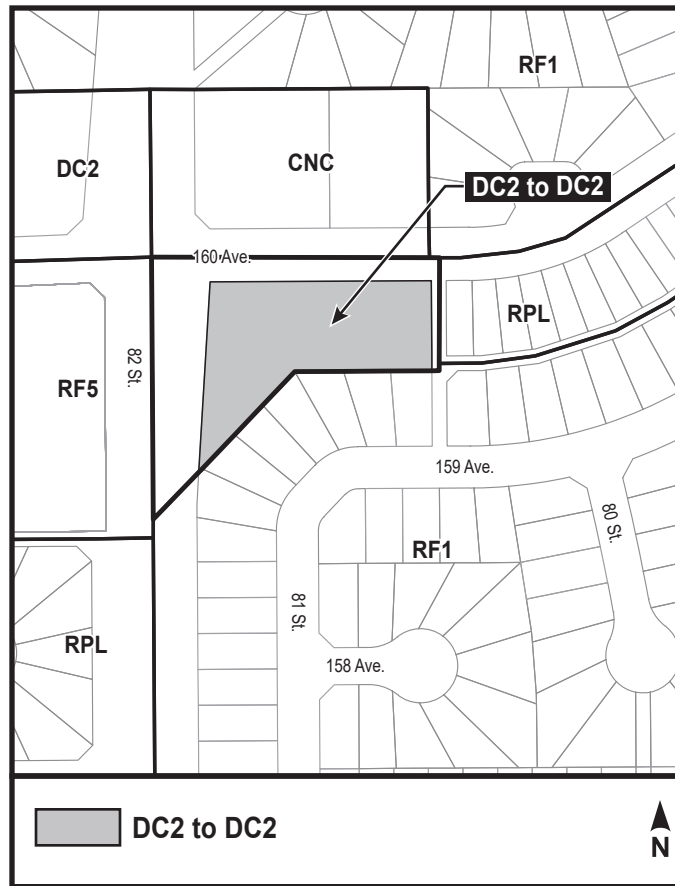 RF1
DC2
CNC
DC2 to DC2
160 Ave.
RPL
82 St.
RF5
159 Ave.
80 St.
RF1
81 St.
RPL
158 Ave.
DC2 to DC2
N